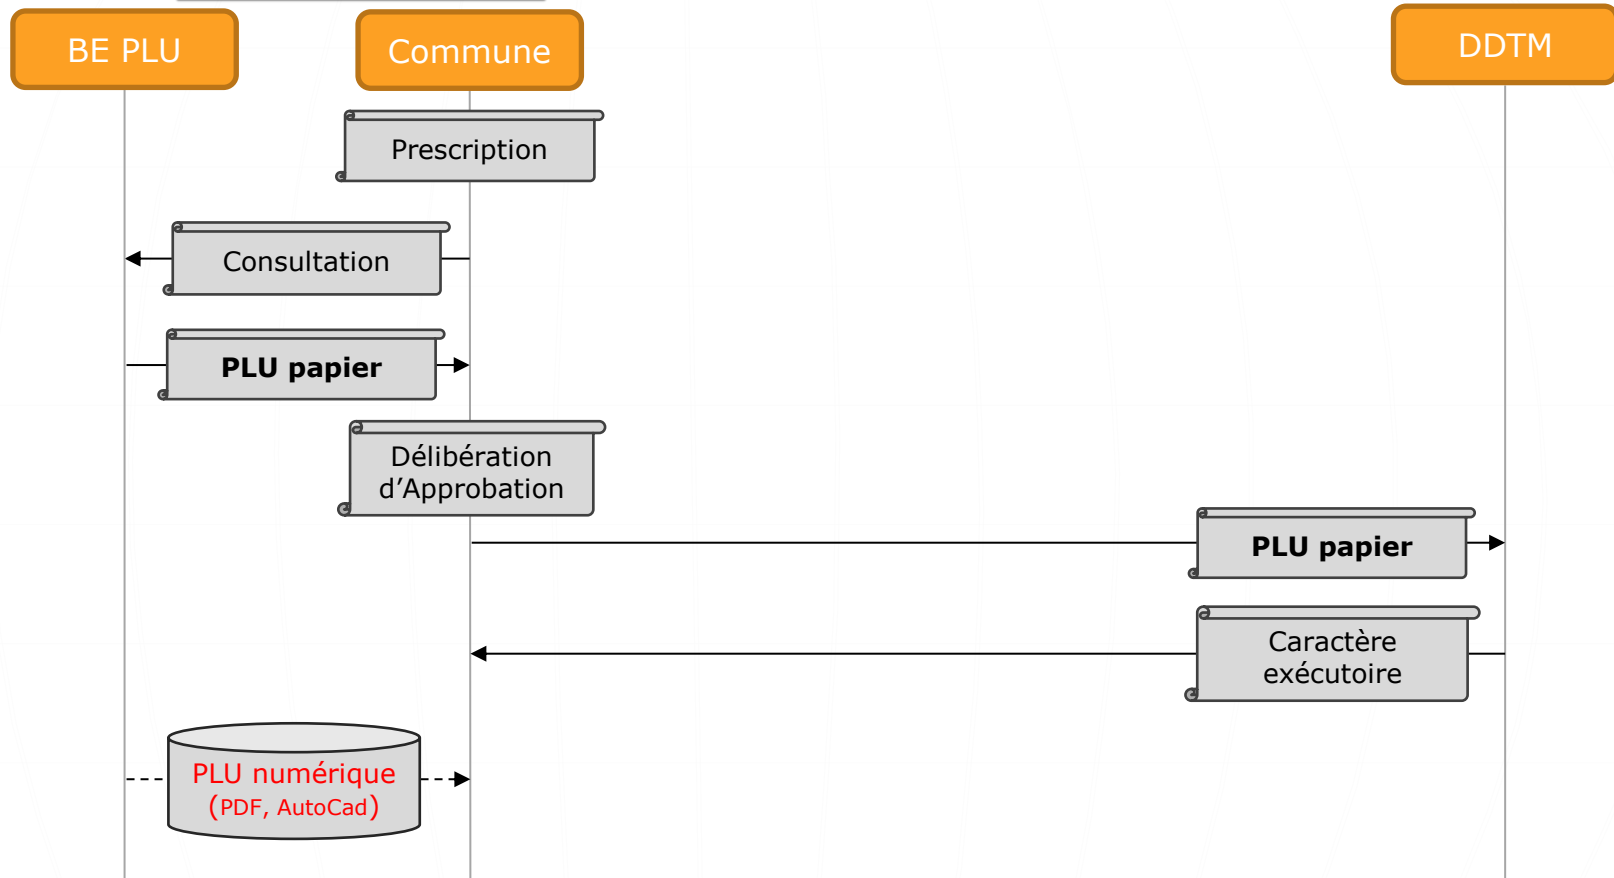 BE PLU
Commune
DDTM
Prescription
Consultation
PLU papier
Délibération
d’Approbation
PLU papier
Caractère
exécutoire
PLU numérique
(PDF, AutoCad)